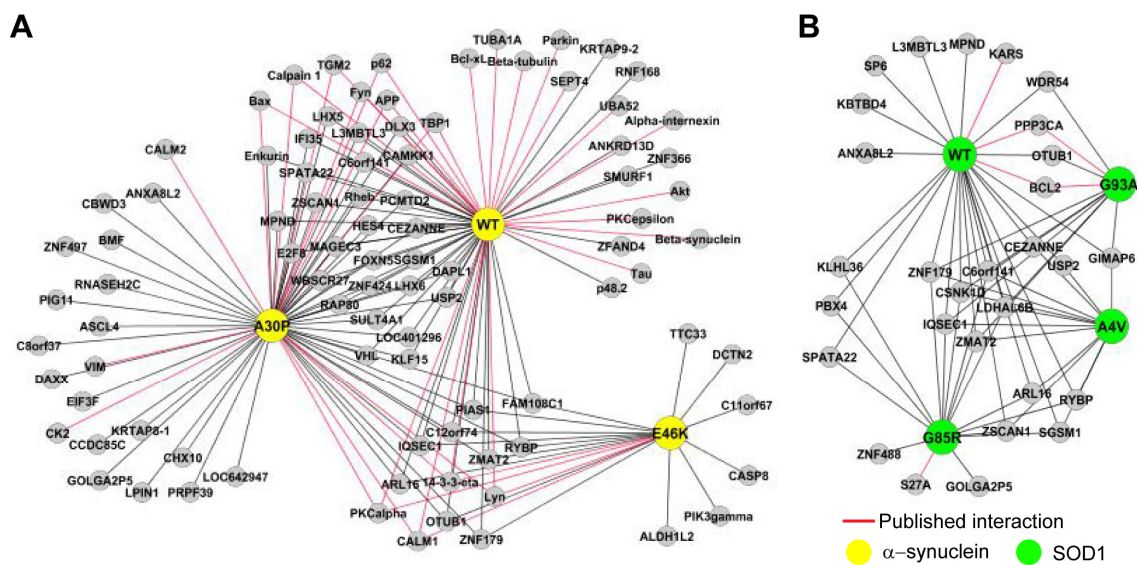 A
B
TUBA1A
Parkin
Bcl-xL
Beta-tubulin
KRTAP9-2
TGM2
p62
Calpain 1
SEPT4
RNF168
Bax
Fyn
APP
UBA52
LHX5
DLX3
TBP1
Alpha-internexin
IFI35
L3MBTL3
CALM2
Enkurin
C6orf141
CAMKK1
ANKRD13D
ZNF366
SPATA22
SMURF1
ANXA8L2
Rheb
PCMTD2
Akt
CBWD3
ZSCAN1
MPND
HES4
CEZANNE
WT
PKCepsilon
BMF
ZNF497
E2F8
MAGEC3
ZFAND4
Beta-synuclein
FOXN5
SGSM1
DAPL1
Tau
RNASEH2C
WBSCR27
ZNF424
LHX6
p48.2
PIG11
RAP80
USP2
ASCL4
A30P
SULT4A1
C8orf37
LOC401296
TTC33
VIM
VHL
KLF15
DCTN2
DAXX
EIF3F
FAM108C1
C11orf67
PIAS1
CK2
KRTAP8-1
C12orf74
E46K
CCDC85C
IQSEC1
RYBP
CHX10
ZMAT2
CASP8
GOLGA2P5
LOC642947
ARL16
14-3-3-eta
LPIN1
PRPF39
Lyn
PKCalpha
PIK3gamma
OTUB1
CALM1
ZNF179
ALDH1L2
L3MBTL3
MPND
KARS
SP6
WDR54
KBTBD4
PPP3CA
ANXA8L2
WT
OTUB1
BCL2
G93A
CEZANNE
KLHL36
ZNF179
C6orf141
USP2
GIMAP6
CSNK1D
PBX4
LDHAL6B
IQSEC1
A4V
ZMAT2
SPATA22
ARL16
RYBP
G85R
ZSCAN1
SGSM1
ZNF488
S27A
GOLGA2P5
Published interaction
α−synuclein
SOD1